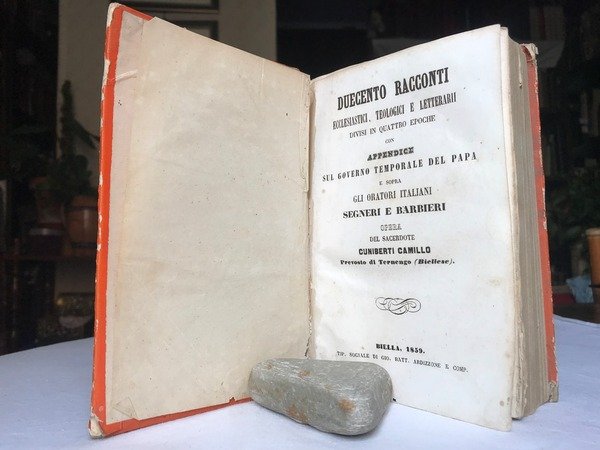 DUECENTO RACCONTI
ECCLESIASTICI, TEOLOGICI E LETTERARII
DIVISI IN QUATTRO EPOCHE
CON
APPENDICE
SUL GOVERNO TEMPORALE DEL PAPA
E SOPRA
GLI ORATORI ITALIANI
SEGNERI E BARBIERI
OPERA
DEL SACERDOTE
CUNIBERTI CAMILLO
Prevosto di Ternengo (Biellese).
BIELLA, 1859.
TIP. SOCIALE DI GIO. BATT. ARDIZZONE E COMP.